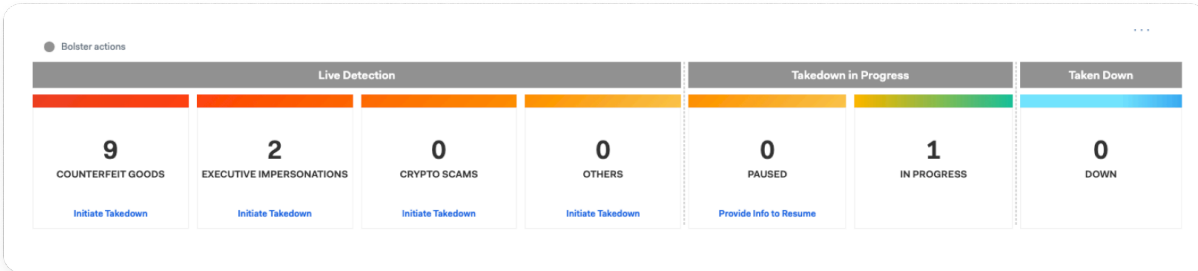 ...
Bolster actions
Live Detection Takedown in Progress Taken Down
9 2 0 0 0 1 0
COUNTERFEIT GOODS EXECUTIVE IMPERSONATIONS CRYPTO SCAMS OTHERS PAUSED IN PROGRESS DOWN
Initiate Takedown Initiate Takedown Initiate Takedown Initiate Takedown Provide Info to Resume